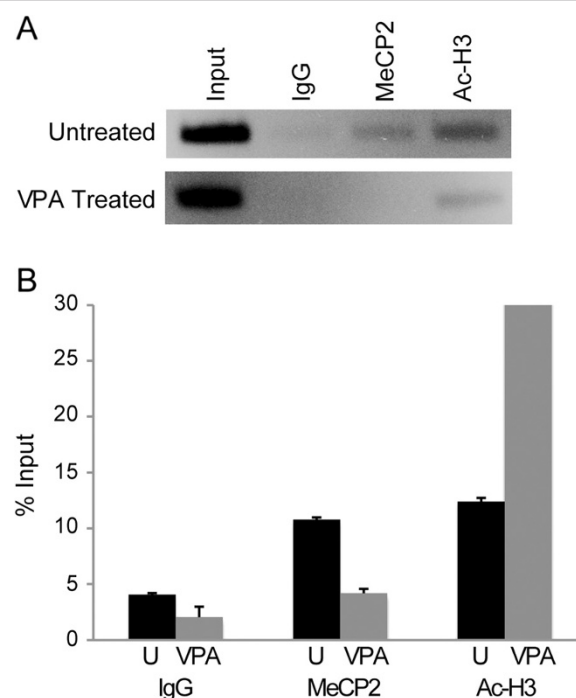 A
Input IgG MeCP2 Ac-H3
Untreated
VPA Treated
B
30
25
20
15
10
5
0
% Input
U VPA U VPA U VPA
IgG MeCP2 Ac-H3